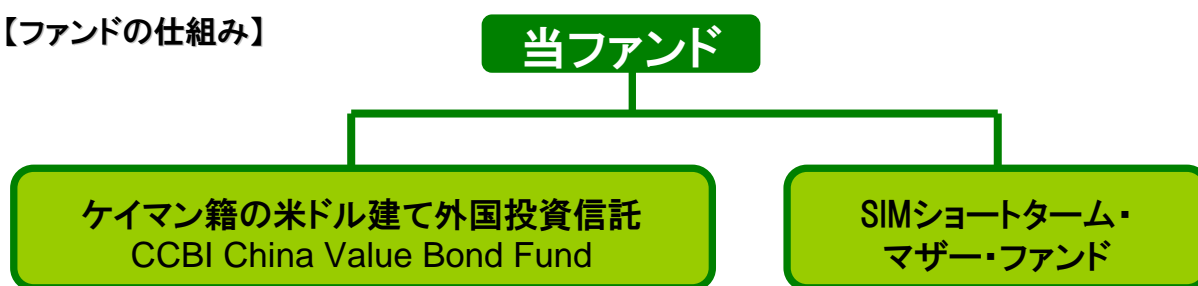 【ファンドの仕組み】
当ファンド
ケイマン籍の米ドル建て外国投資信託
CCBI China Value Bond Fund
SIMショートターム・
マザー・ファンド